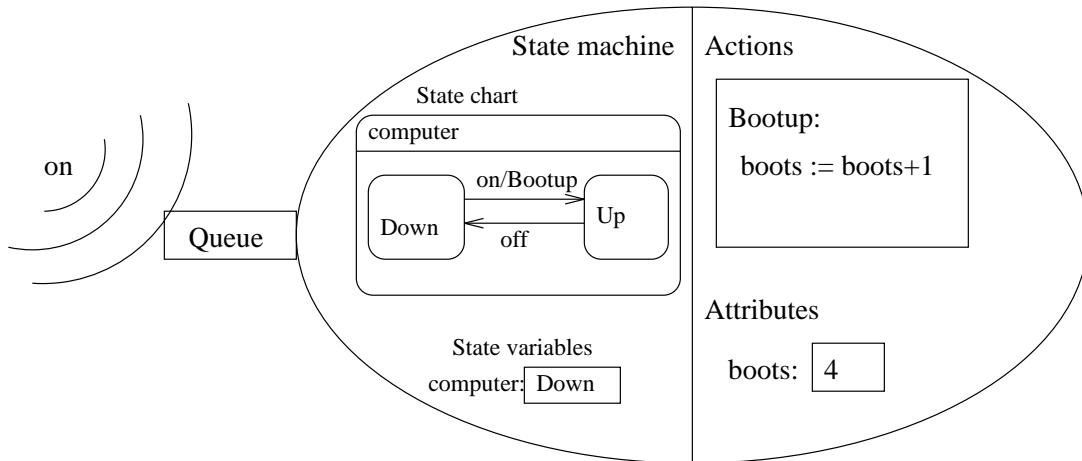 State machine
Actions
State chart
computer
on
Queue
on/Bootup
Down
Up
off
Bootup:
boots := boots+1
State variables
computer: Down
Attributes
boots: 4